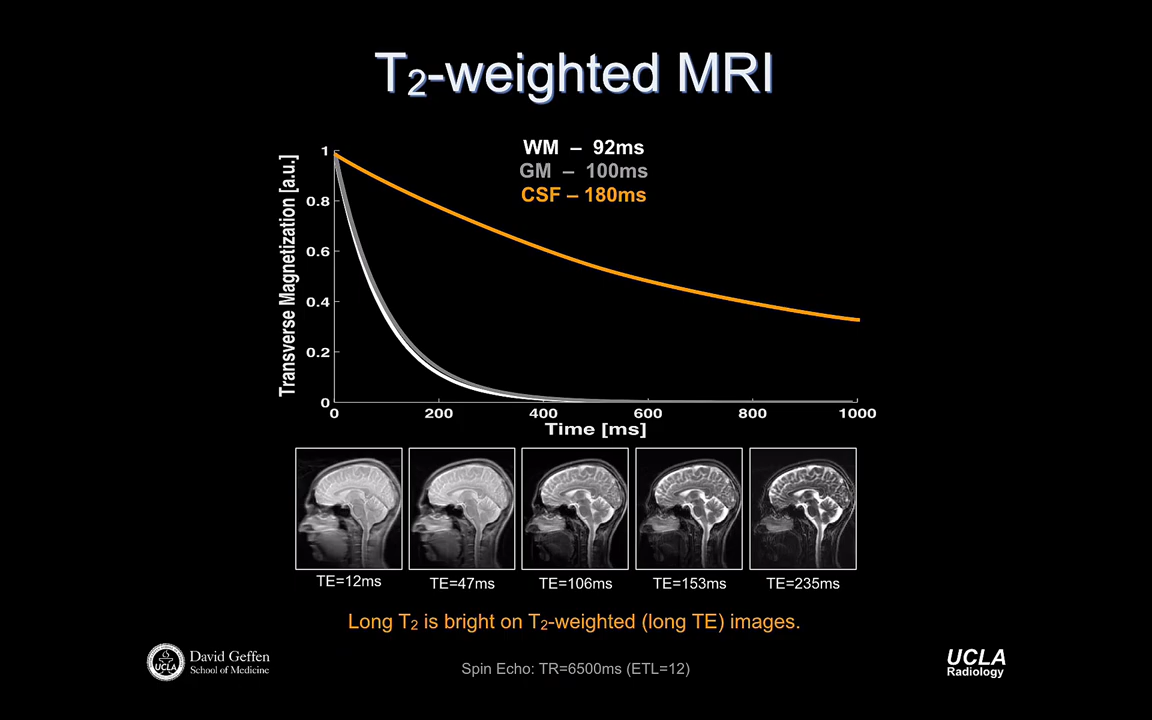 T₂-weighted MRI
WM – 92ms
GM – 100ms
CSF – 180ms
Transverse Magnetization [a.u.]
1
0.8
0.6
0.4
0.2
0
0 200 400 600 800 1000
Time [ms]
TE=12ms TE=47ms TE=106ms TE=153ms TE=235ms
Long T₂ is bright on T₂-weighted (long TE) images.
UCLA
David Geffen
School of Medicine
Spin Echo: TR=6500ms (ETL=12)
UCLA
Radiology